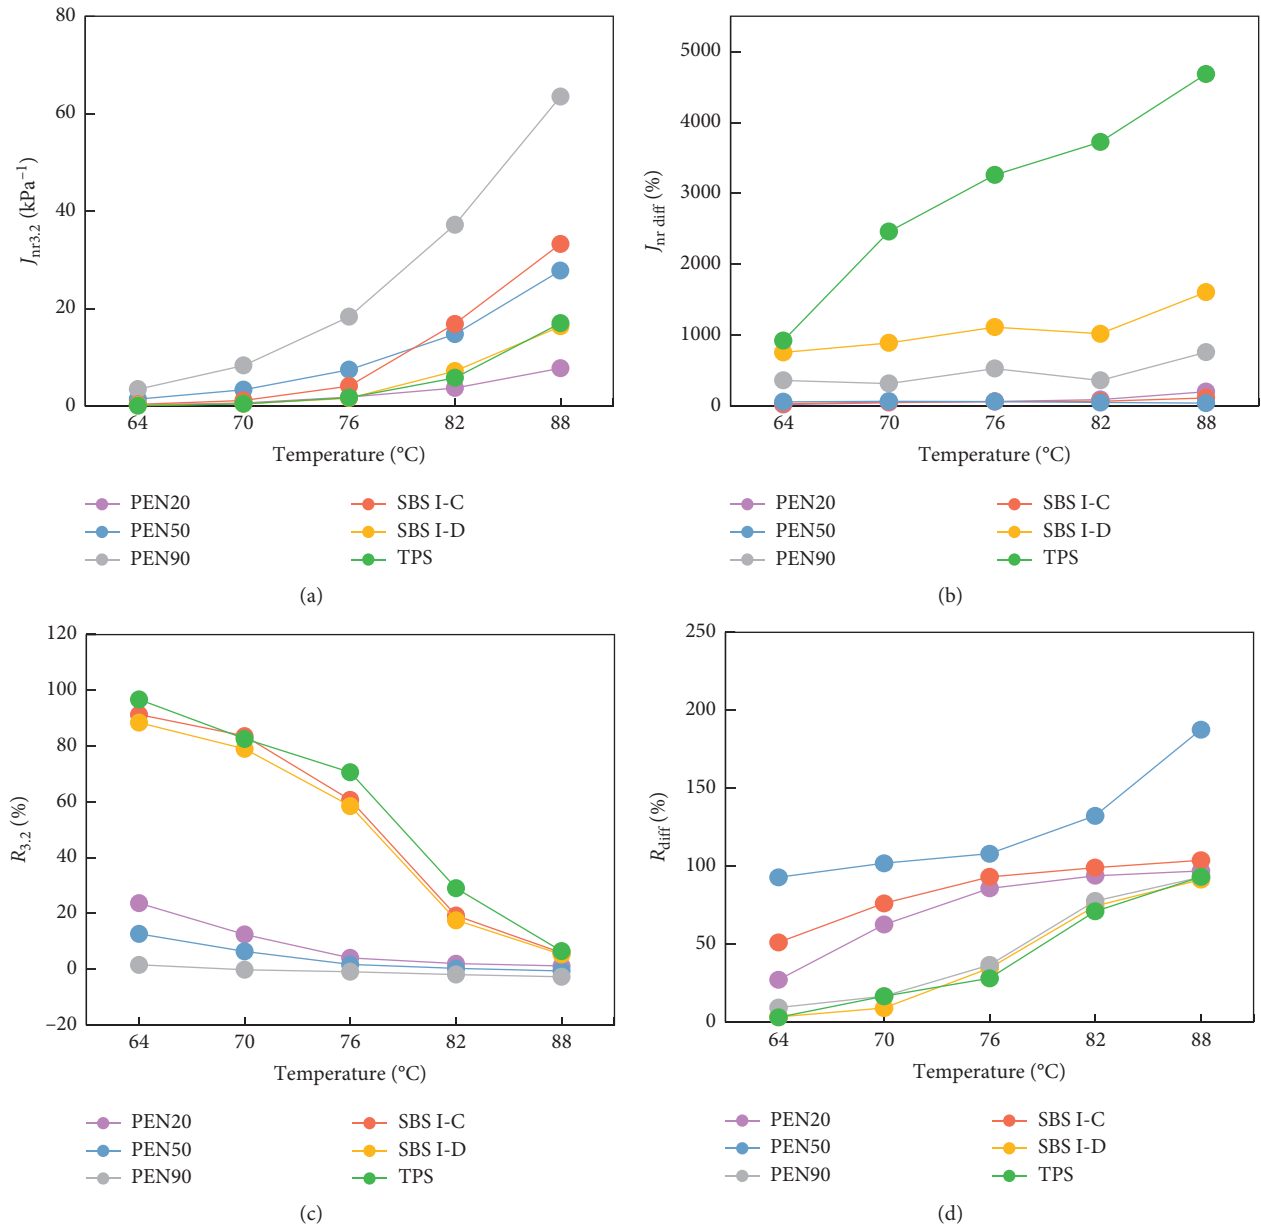 80
60
40
20
0
J nr3.2 (kPa−1)
64 70 76 82 88
Temperature (°C)
PEN20 SBS I-C
PEN50 SBS I-D
PEN90 TPS
(a)
5000
4000
3000
2000
1000
0
J nr diff (%)
64 70 76 82 88
Temperature (°C)
PEN20 SBS I-C
PEN50 SBS I-D
PEN90 TPS
(b)
120
100
80
60
40
20
0
−20
R3.2 (%)
64 70 76 82 88
Temperature (°C)
PEN20 SBS I-C
PEN50 SBS I-D
PEN90 TPS
(c)
250
200
150
100
50
0
Rdiff (%)
64 70 76 82 88
Temperature (°C)
PEN20 SBS I-C
PEN50 SBS I-D
PEN90 TPS
(d)